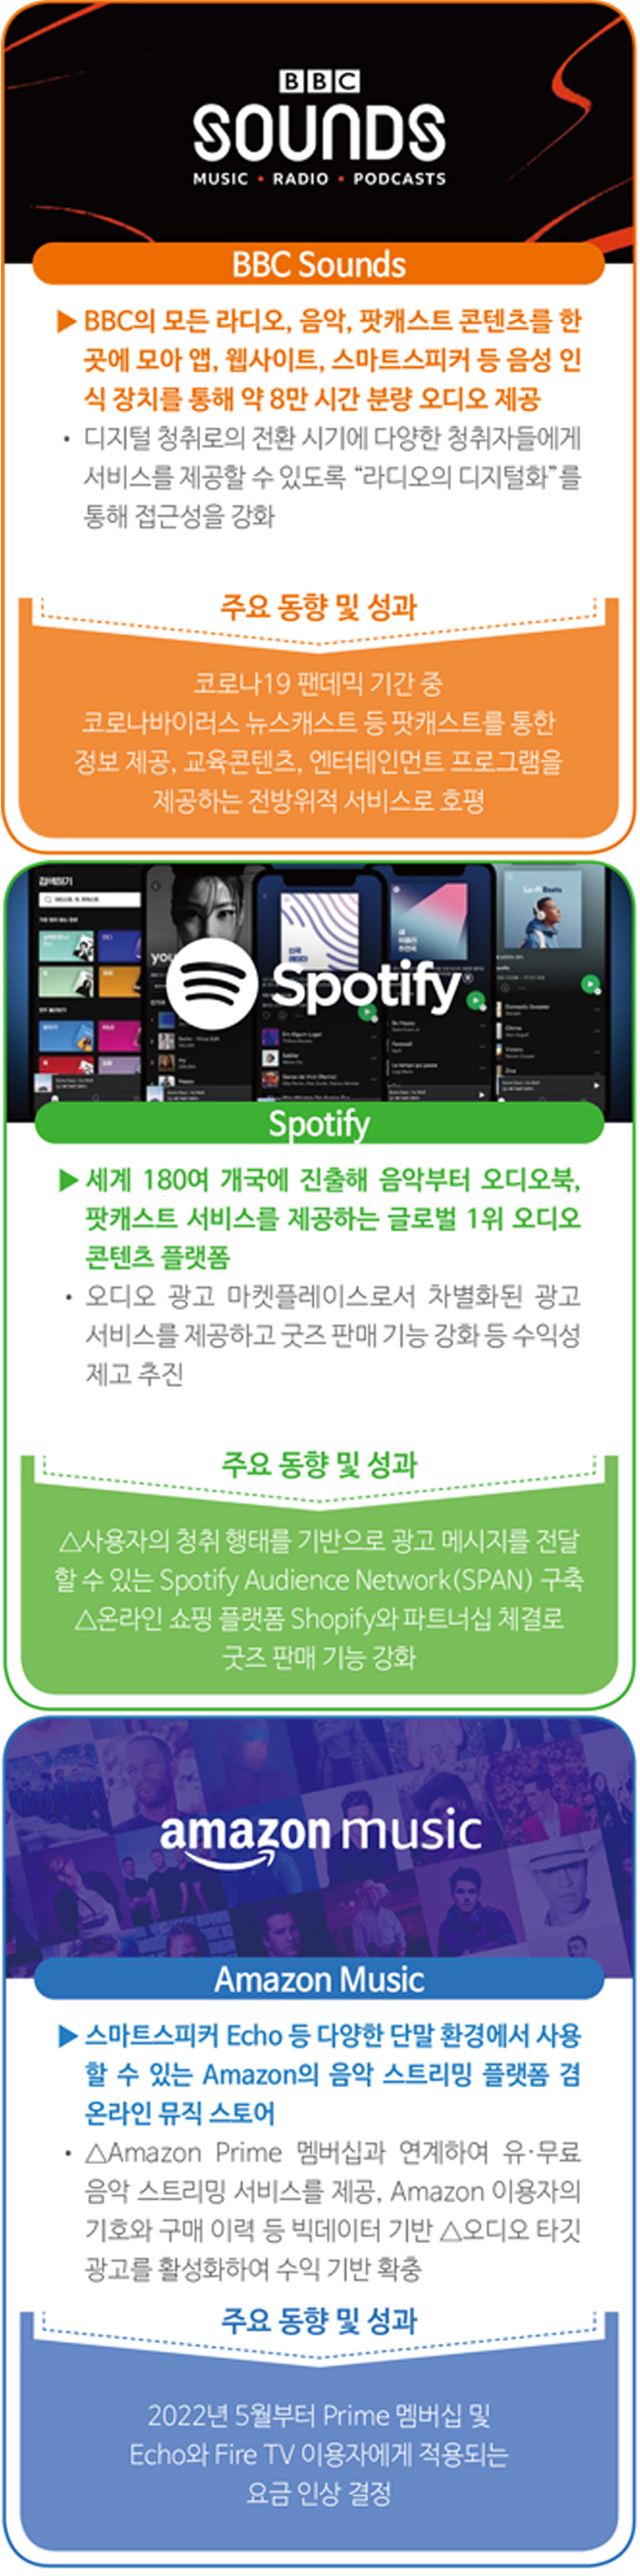 BBC
SOUNDS
MUSIC • RADIO • PODCASTS
BBC Sounds
▶ BBC의 모든 라디오, 음악, 팟캐스트 콘텐츠를 한
곳에 모아 앱, 웹사이트, 스마트스피커 등 음성 인
식 장치를 통해 약 8만 시간 분량 오디오 제공
• 디지털 청취로의 전환 시기에 다양한 청취자들에게
서비스를 제공할 수 있도록 “라디오의 디지털화”를
통해 접근성을 강화
주요 동향 및 성과
코로나19 팬데믹 기간 중
코로나바이러스 뉴스캐스트 등 팟캐스트를 통한
정보 제공, 교육콘텐츠, 엔터테인먼트 프로그램을
제공하는 전방위적 서비스로 호평
검색하기
Lo-Fi Beats
Spotify
Spotify
▶ 세계 180여 개국에 진출해 음악부터 오디오북,
팟캐스트 서비스를 제공하는 글로벌 1위 오디오
콘텐츠 플랫폼
• 오디오 광고 마켓플레이스로서 차별화된 광고
서비스를 제공하고 굿즈 판매 기능 강화 등 수익성
제고 추진
주요 동향 및 성과
△사용자의 청취 행태를 기반으로 광고 메시지를 전달
할 수 있는 Spotify Audience Network(SPAN) 구축
△온라인 쇼핑 플랫폼 Shopify와 파트너십 체결로
굿즈 판매 기능 강화
amazon music
Amazon Music
▶ 스마트스피커 Echo 등 다양한 단말 환경에서 사용
할 수 있는 Amazon의 음악 스트리밍 플랫폼 겸
온라인 뮤직 스토어
• △Amazon Prime 멤버십과 연계하여 유·무료
음악 스트리밍 서비스를 제공, Amazon 이용자의
기호와 구매 이력 등 빅데이터 기반 △오디오 타깃
광고를 활성화하여 수익 기반 확충
주요 동향 및 성과
2022년 5월부터 Prime 멤버십 및
Echo와 Fire TV 이용자에게 적용되는
요금 인상 결정